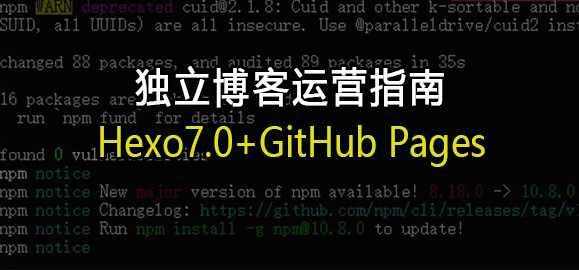 npm WARN deprecated cuid@2.1.8: Cuid and other k-sortable and no
SUID, all UUIDs) are all insecure. Use @paralleldrive/cuid2 inst
changed 88 packages, and audited 89 packages in 35s
独立博客运营指南
16 packages are
run `npm fund` for details
Hexo7.0+GitHub Pages
found 0 vulnerabilities
npm notice
npm notice New major version of npm available! 8.18.0 -> 10.8.0
npm notice Changelog: https://github.com/npm/cli/releases/tag/v
npm notice Run npm install -g npm@10.8.0 to update!
npm notice